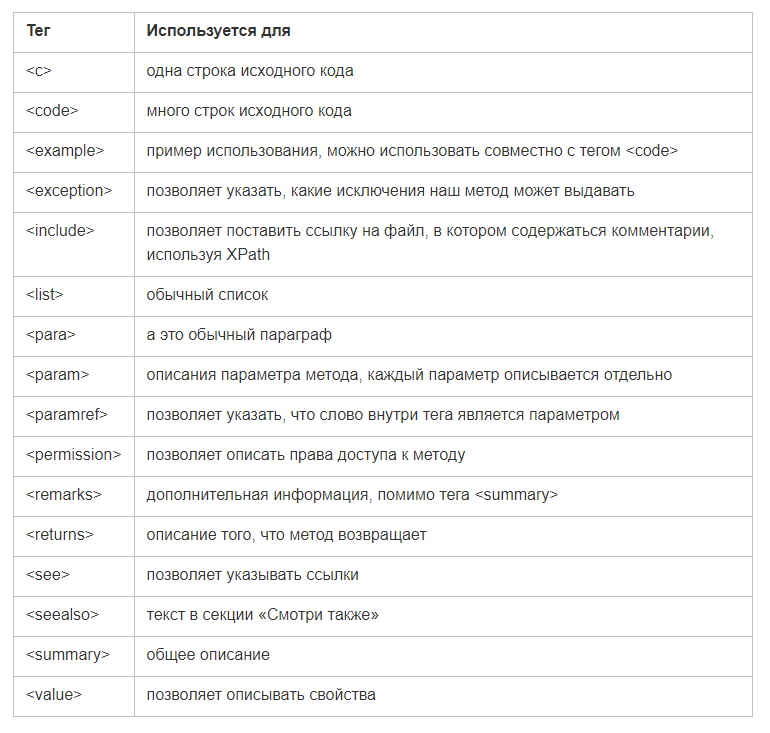 Тег Используется для
<c> одна строка исходного кода
<code> много строк исходного кода
<example> пример использования, можно использовать совместно с тегом <code>
<exception> позволяет указать, какие исключения наш метод может выдавать
<include> позволяет поставить ссылку на файл, в котором содержаться комментарии,
используя XPath
<list> обычный список
<para> а это обычный параграф
<param> описания параметра метода, каждый параметр описывается отдельно
<paramref> позволяет указать, что слово внутри тега является параметром
<permission> позволяет описать права доступа к методу
<remarks> дополнительная информация, помимо тега <summary>
<returns> описание того, что метод возвращает
<see> позволяет указывать ссылки
<seealso> текст в секции «Смотри также»
<summary> общее описание
<value> позволяет описывать свойства